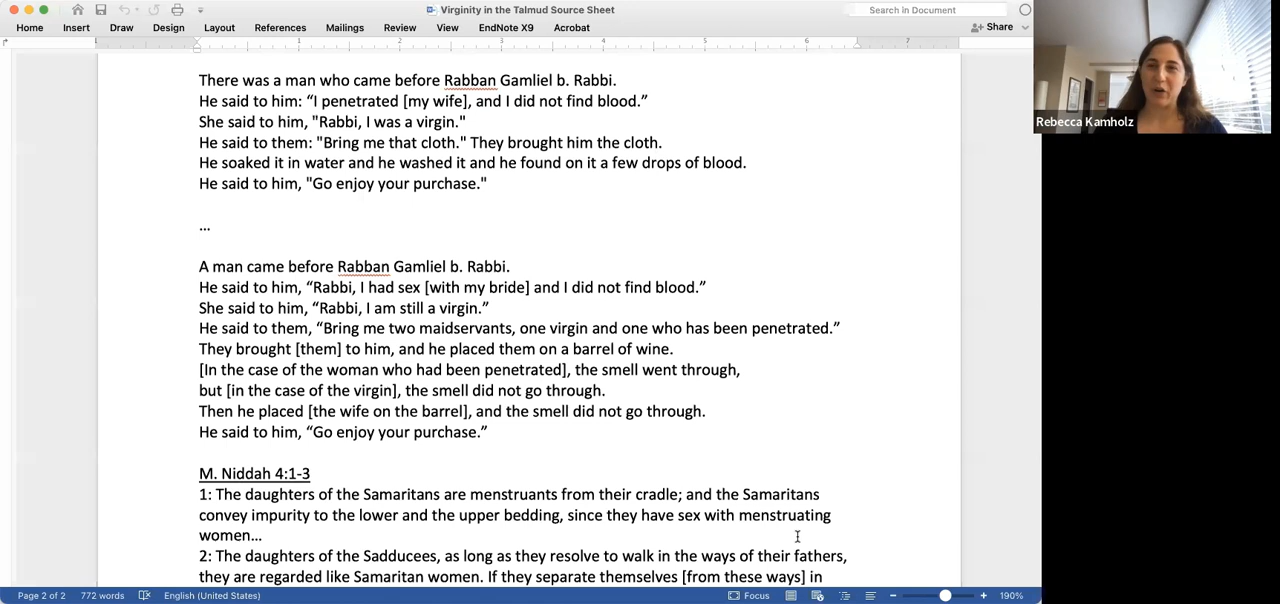 Virginity in the Talmud Source Sheet
Search in Document
Home Insert Draw Design Layout References Mailings Review View EndNote X9 Acrobat Share
1 2 3 4 5 6 7
There was a man who came before Rabban Gamliel b. Rabbi.
He said to him: “I penetrated [my wife], and I did not find blood.”
She said to him, "Rabbi, I was a virgin."
He said to them: "Bring me that cloth." They brought him the cloth.
He soaked it in water and he washed it and he found on it a few drops of blood.
He said to him, "Go enjoy your purchase."
...
A man came before Rabban Gamliel b. Rabbi.
He said to him, “Rabbi, I had sex [with my bride] and I did not find blood.”
She said to him, “Rabbi, I am still a virgin.”
He said to them, “Bring me two maidservants, one virgin and one who has been penetrated.”
They brought [them] to him, and he placed them on a barrel of wine.
[In the case of the woman who had been penetrated], the smell went through,
but [in the case of the virgin], the smell did not go through.
Then he placed [the wife on the barrel], and the smell did not go through.
He said to him, “Go enjoy your purchase.”
M. Niddah 4:1-3
1: The daughters of the Samaritans are menstruants from their cradle; and the Samaritans
convey impurity to the lower and the upper bedding, since they have sex with menstruating
women...
2: The daughters of the Sadducees, as long as they resolve to walk in the ways of their fathers,
they are regarded like Samaritan women. If they separate themselves [from these ways] in
Page 2 of 2 772 words English (United States) Focus 190%
Rebecca Kamholz